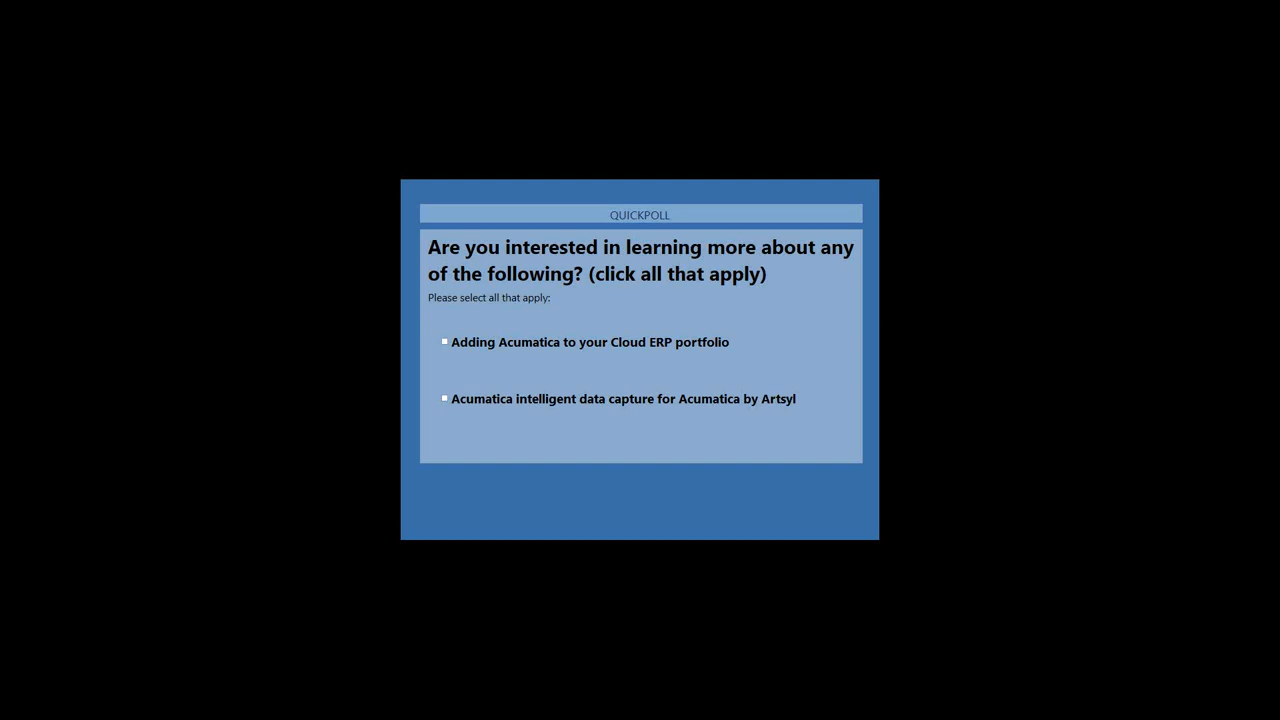 QUICKPOLL
Are you interested in learning more about any
of the following? (click all that apply)
Please select all that apply:
Adding Acumatica to your Cloud ERP portfolio
Acumatica intelligent data capture for Acumatica by Artsyl